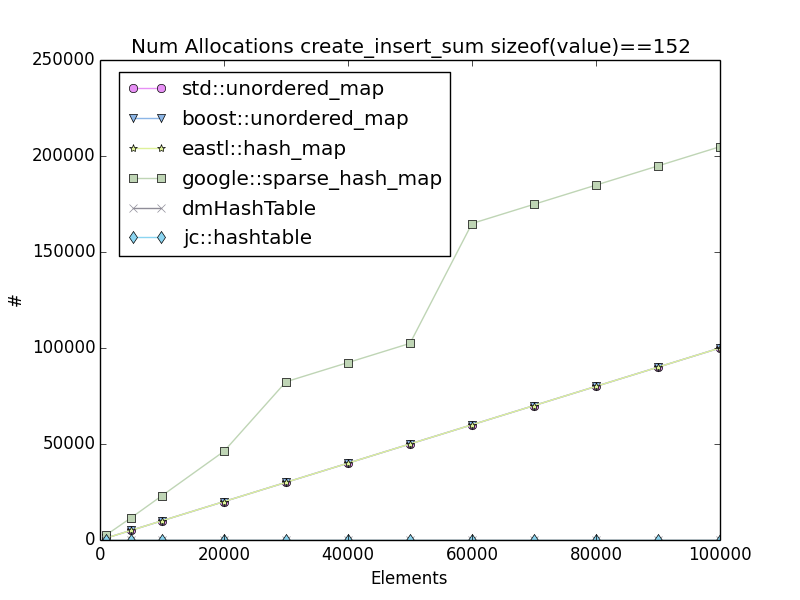 Num Allocations create_insert_sum sizeof(value)==152
250000
200000
150000
100000
50000
0
#
std::unordered_map
boost::unordered_map
eastl::hash_map
google::sparse_hash_map
dmHashTable
jc::hashtable
0 20000 40000 60000 80000 100000
Elements